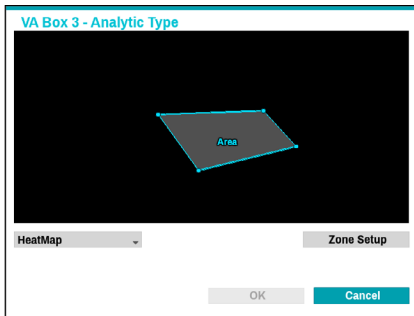 VA Box 3 - Analytic Type
Area
HeatMap
Zone Setup
OK
Cancel